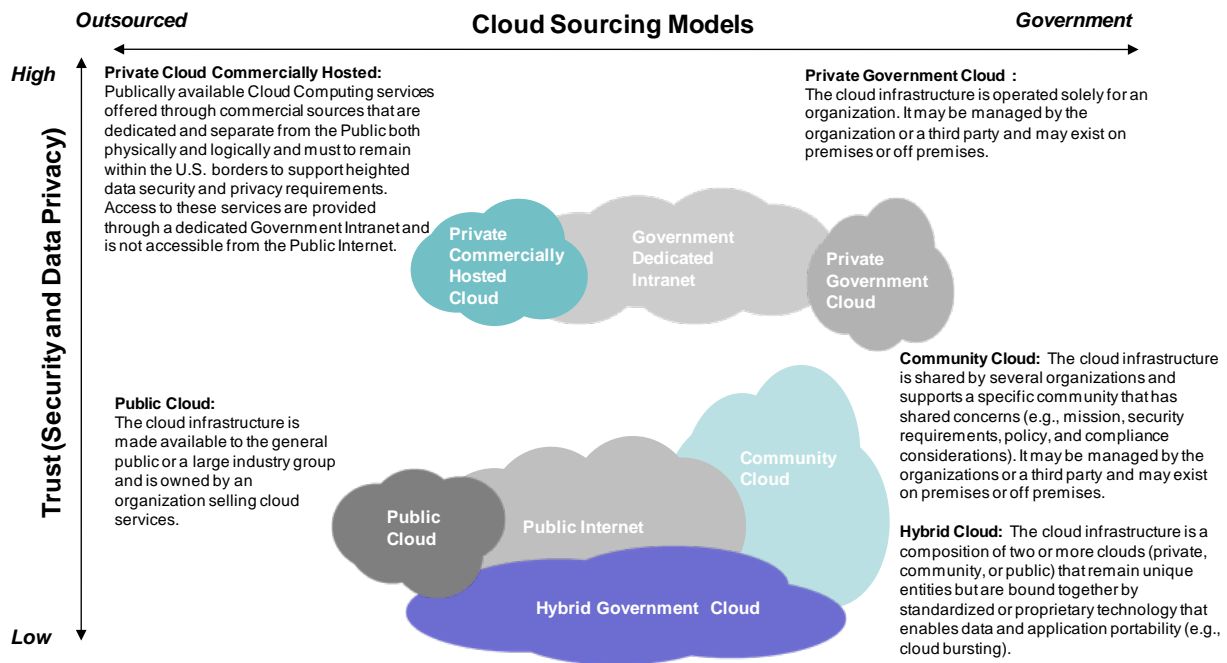 Outsourced
Cloud Sourcing Models
Government
High
Trust (Security and Data Privacy)
Low
Private Cloud Commercially Hosted:
Publically available Cloud Computing services
offered through commercial sources that are
dedicated and separate from the Public both
physically and logically and must to remain
within the U.S. borders to support heighted
data security and privacy requirements.
Access to these services are provided
through a dedicated Government Intranet and
is not accessible from the Public Internet.
Private Government Cloud :
The cloud infrastructure is operated solely for an
organization. It may be managed by the
organization or a third party and may exist on
premises or off premises.
Private
Commercially
Hosted
Cloud
Government
Dedicated
Intranet
Private
Government
Cloud
Public Cloud:
The cloud infrastructure is
made available to the general
public or a large industry group
and is owned by an
organization selling cloud
services.
Community Cloud: The cloud infrastructure
is shared by several organizations and
supports a specific community that has
shared concerns (e.g., mission, security
requirements, policy, and compliance
considerations). It may be managed by the
organizations or a third party and may exist
on premises or off premises.
Community
Cloud
Public
Cloud
Public Internet
Hybrid Government Cloud
Hybrid Cloud: The cloud infrastructure is a
composition of two or more clouds (private,
community, or public) that remain unique
entities but are bound together by
standardized or proprietary technology that
enables data and application portability (e.g.,
cloud bursting).